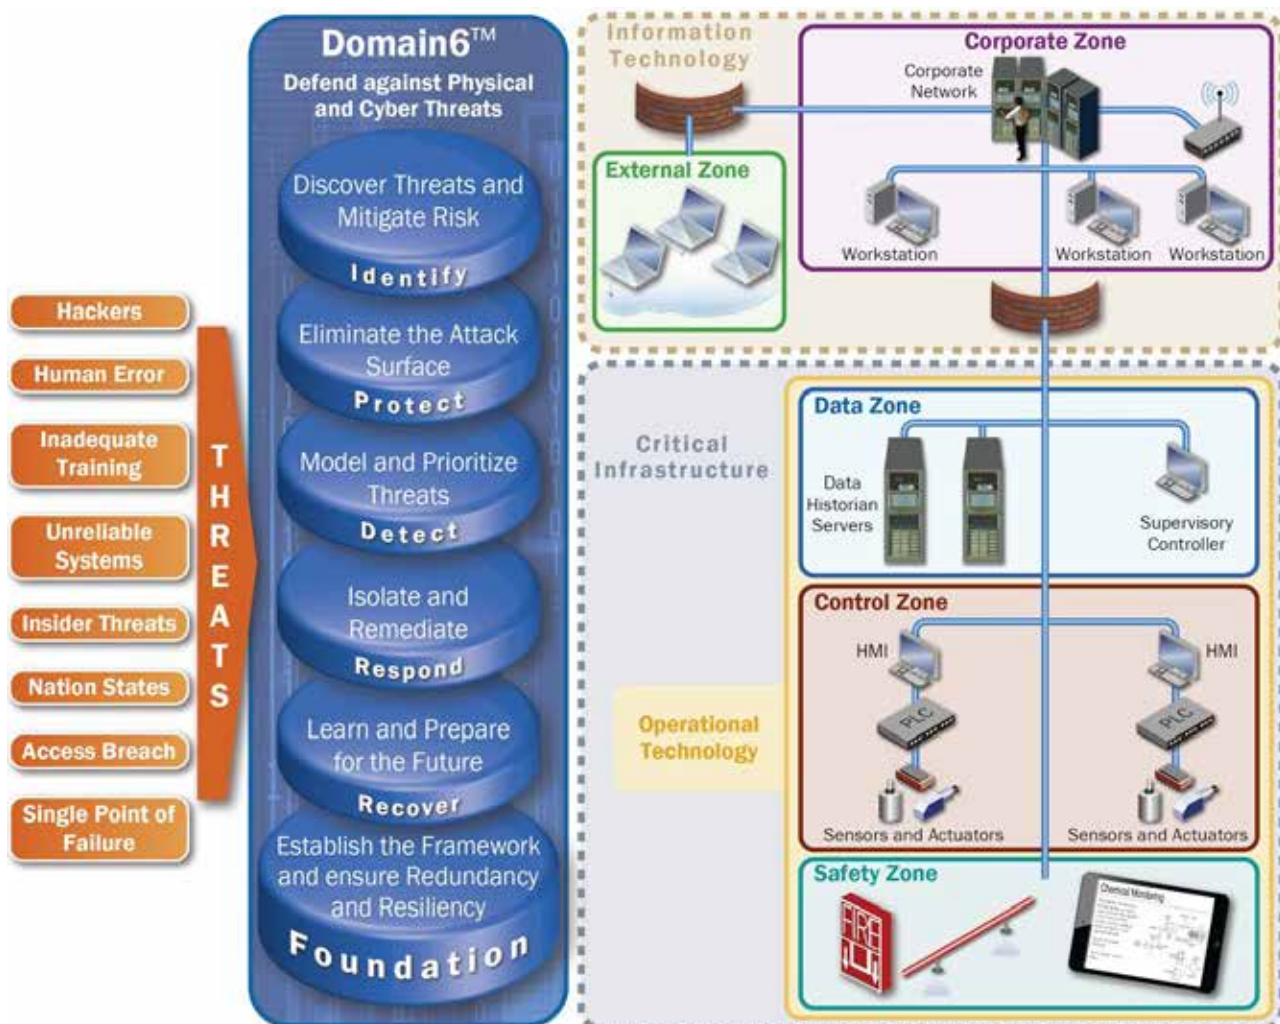 Domain6™
Defend against Physical
and Cyber Threats
Discover Threats and
Mitigate Risk
Identify
Eliminate the Attack
Surface
Protect
Model and Prioritize
Threats
Detect
Isolate and
Remediate
Respond
Learn and Prepare
for the Future
Recover
Establish the Framework
and ensure Redundancy
and Resiliency
Foundation
Hackers
Human Error
Inadequate
Training
Unreliable
Systems
Insider Threats
Nation States
Access Breach
Single Point of
Failure
THREATS
Information
Technology
External Zone
Corporate Zone
Corporate
Network
Workstation
Workstation
Workstation
Critical
Infrastructure
Operational
Technology
Data Zone
Data
Historian
Servers
Supervisory
Controller
Control Zone
HMI
HMI
PLC
PLC
Sensors and Actuators
Sensors and Actuators
Safety Zone
FIRE
Chemical Monitoring